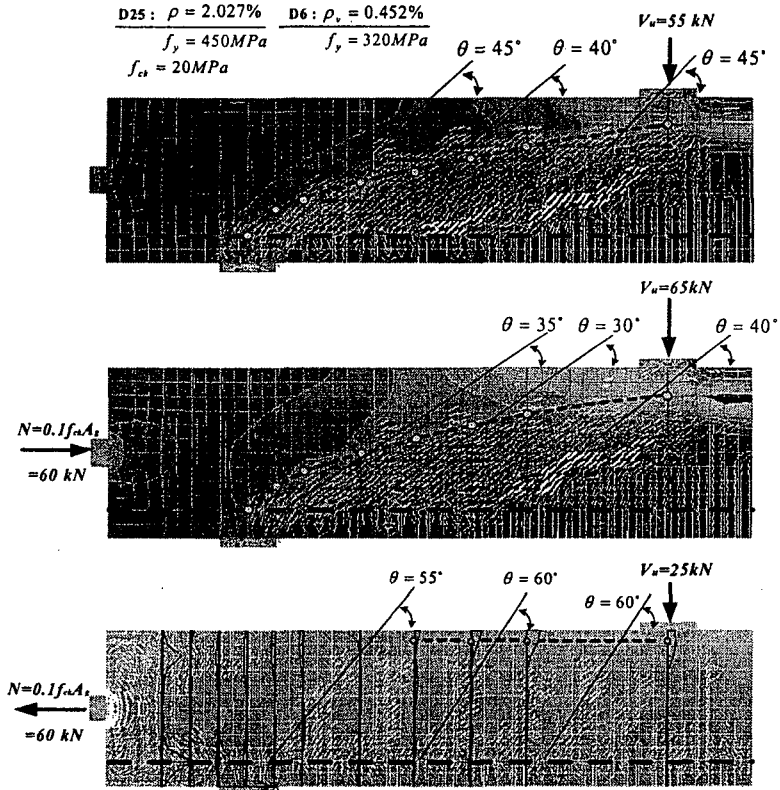 D25 : ρ = 2.027% D6 : ρᵥ = 0.452%
f_y = 450MPa f_y = 320MPa
f_ck = 20MPa
V_u=55 kN
θ = 45° θ = 40° θ = 45°
V_u=65kN
θ = 35° θ = 30° θ = 40°
N=0.1f_ckA_g
=60 kN
V_u=25kN
θ = 55° θ = 60° θ = 60°
N=0.1f_ckA_g
=60 kN